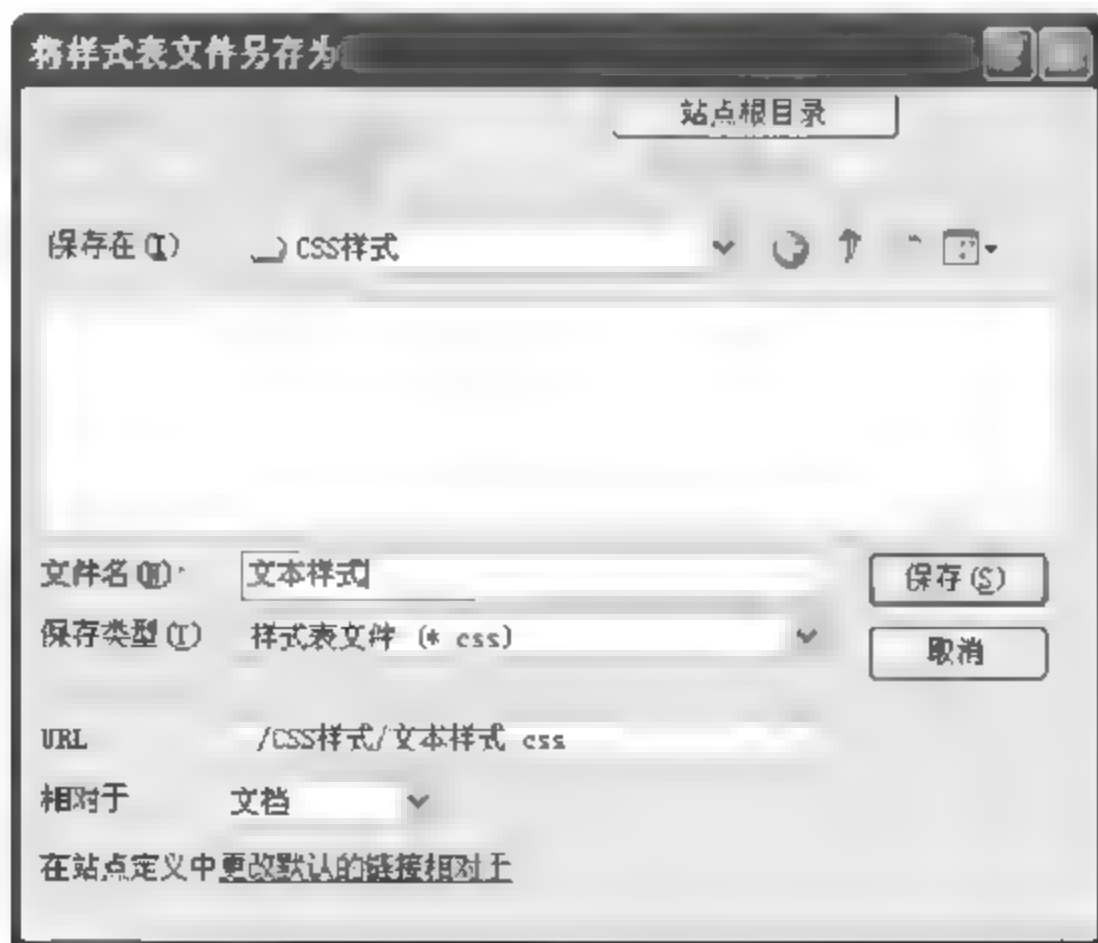 将样式表文件另存为
站点根目录
保存在(I) CSS样式
文件名(N): 文本样式
保存(S)
保存类型(T) 样式表文件 (* css)
取消
URL /CSS样式/文本样式 css
相对于 文档
在站点定义中更改默认的链接相对于